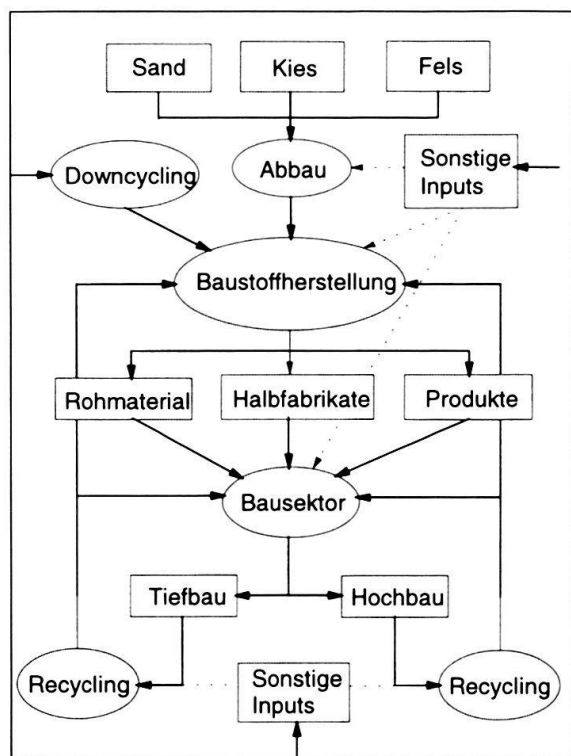 Sand
Kies
Fels
Downcycling
Abbau
Sonstige
Inputs
Baustoffherstellung
Rohmaterial
Halbfabrikate
Produkte
Bausektor
Tiefbau
Hochbau
Recycling
Sonstige
Inputs
Recycling